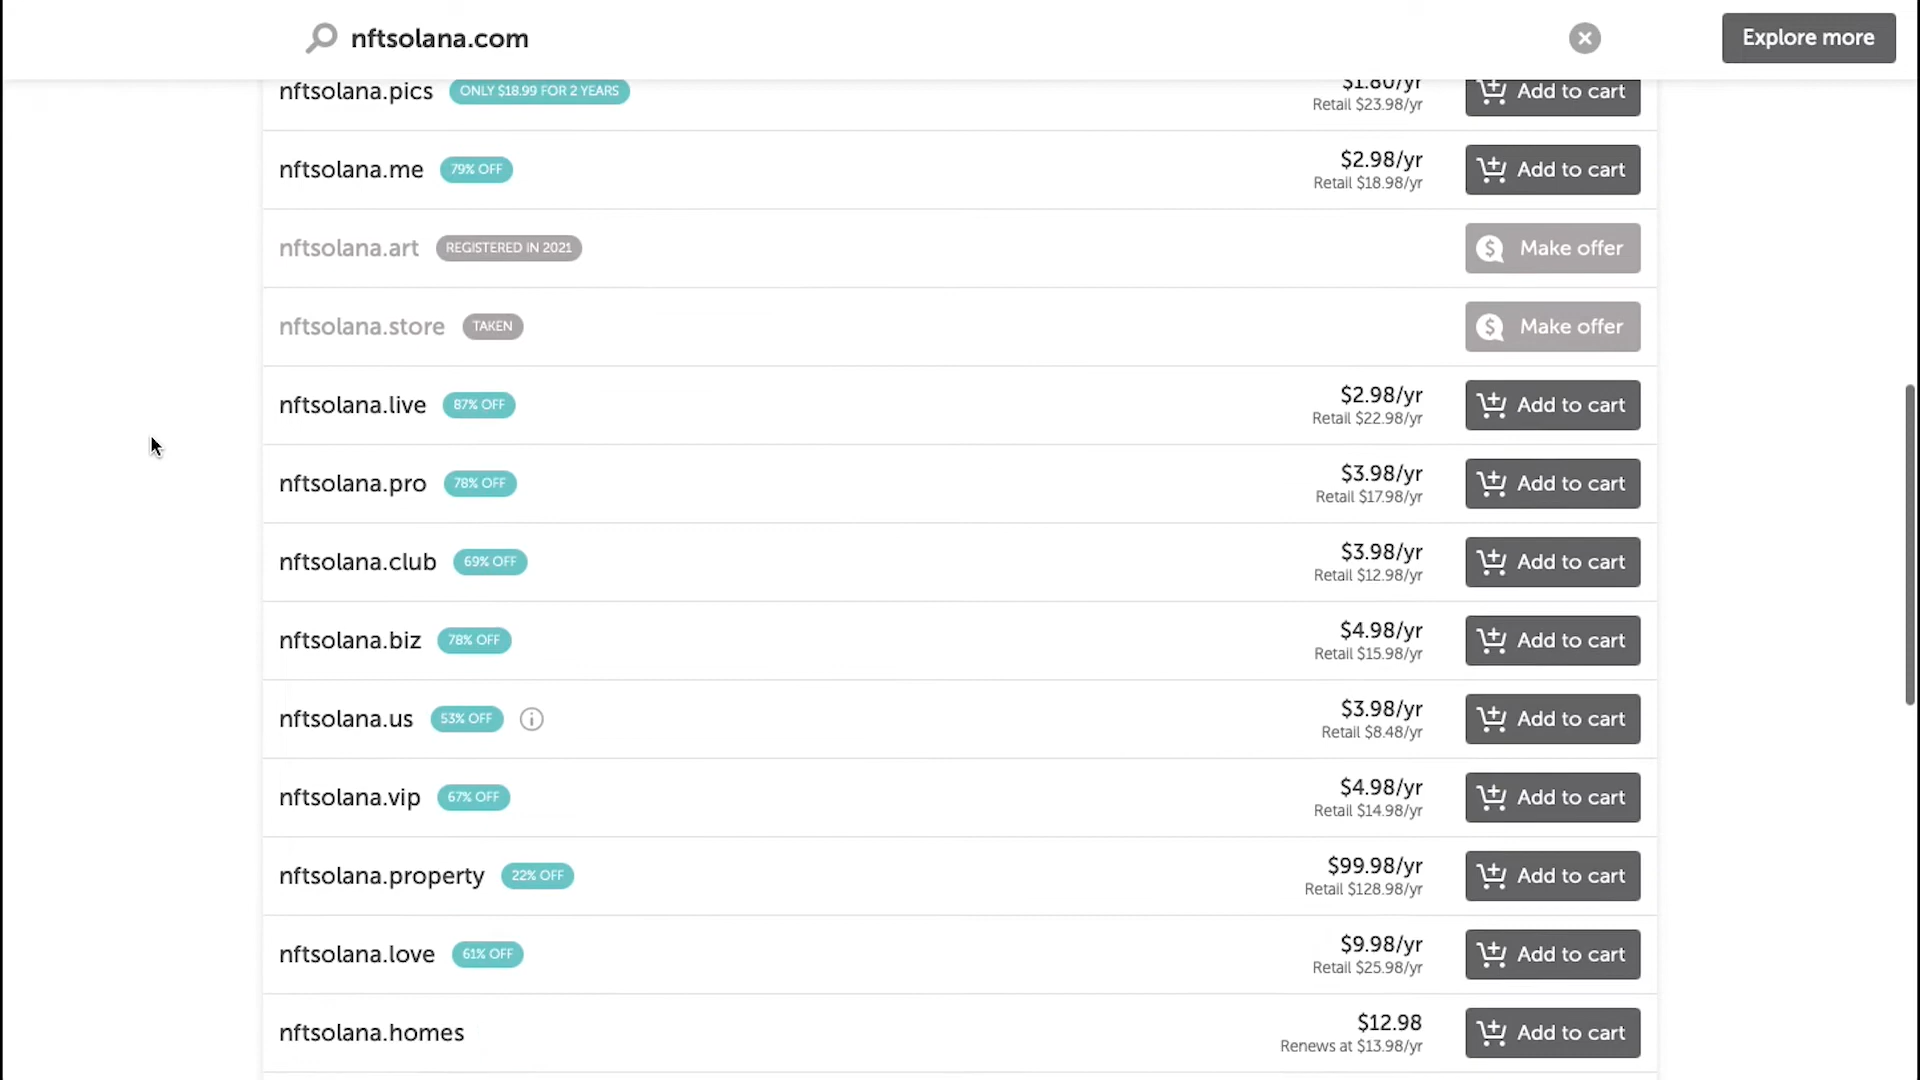 nftsolana.com
Explore more
nftsolana.pics ONLY $18.99 FOR 2 YEARS $1.80/yr Add to cart
Retail $23.98/yr
nftsolana.me 79% OFF $2.98/yr Add to cart
Retail $18.98/yr
nftsolana.art REGISTERED IN 2021 Make offer
nftsolana.store TAKEN Make offer
nftsolana.live 87% OFF $2.98/yr Add to cart
Retail $22.98/yr
nftsolana.pro 78% OFF $3.98/yr Add to cart
Retail $17.98/yr
nftsolana.club 69% OFF $3.98/yr Add to cart
Retail $12.98/yr
nftsolana.biz 78% OFF $4.98/yr Add to cart
Retail $15.98/yr
nftsolana.us 53% OFF $3.98/yr Add to cart
Retail $8.48/yr
nftsolana.vip 67% OFF $4.98/yr Add to cart
Retail $14.98/yr
nftsolana.property 22% OFF $99.98/yr Add to cart
Retail $128.98/yr
nftsolana.love 61% OFF $9.98/yr Add to cart
Retail $25.98/yr
nftsolana.homes $12.98 Add to cart
Renews at $13.98/yr